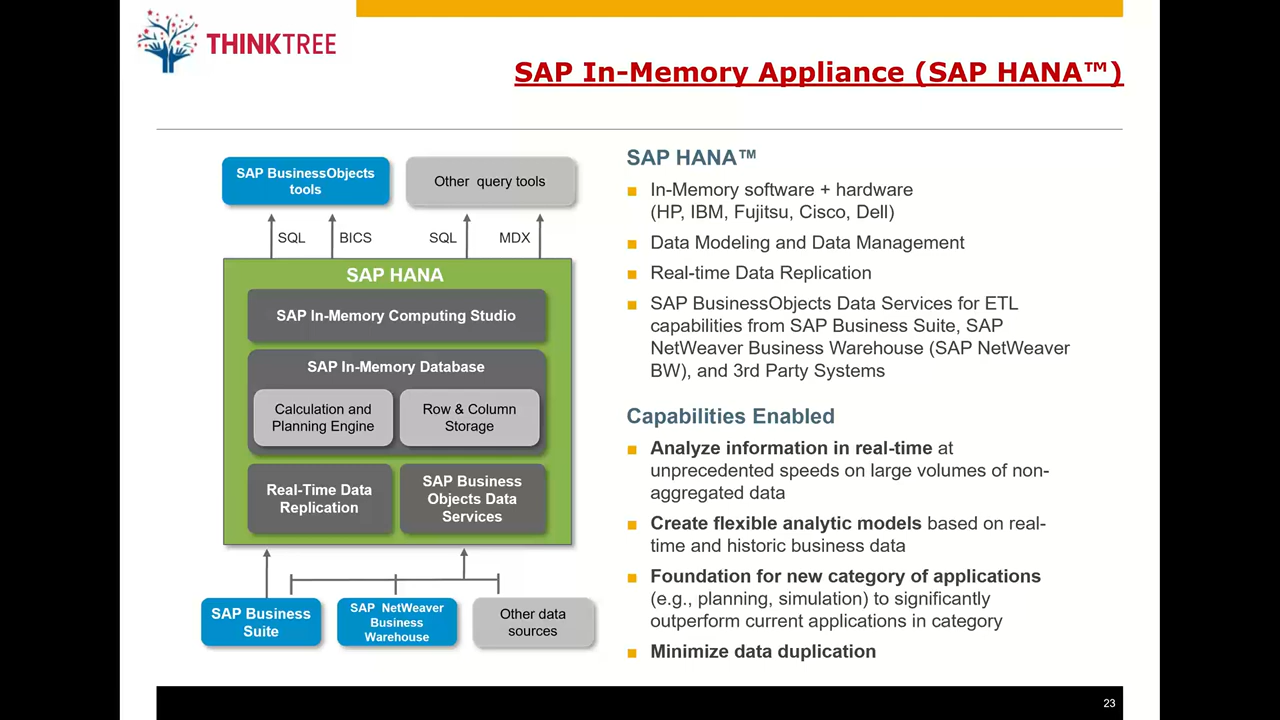 THINKTREE
SAP In-Memory Appliance (SAP HANA™)
SAP BusinessObjects
tools
Other query tools
SQL
BICS
SQL
MDX
SAP HANA
SAP In-Memory Computing Studio
SAP In-Memory Database
Calculation and
Planning Engine
Row & Column
Storage
Real-Time Data
Replication
SAP Business
Objects Data
Services
SAP Business
Suite
SAP NetWeaver
Business
Warehouse
Other data
sources
SAP HANA™
In-Memory software + hardware
(HP, IBM, Fujitsu, Cisco, Dell)
Data Modeling and Data Management
Real-time Data Replication
SAP BusinessObjects Data Services for ETL
capabilities from SAP Business Suite, SAP
NetWeaver Business Warehouse (SAP NetWeaver
BW), and 3rd Party Systems
Capabilities Enabled
Analyze information in real-time at
unprecedented speeds on large volumes of non-
aggregated data
Create flexible analytic models based on real-
time and historic business data
Foundation for new category of applications
(e.g., planning, simulation) to significantly
outperform current applications in category
Minimize data duplication
23